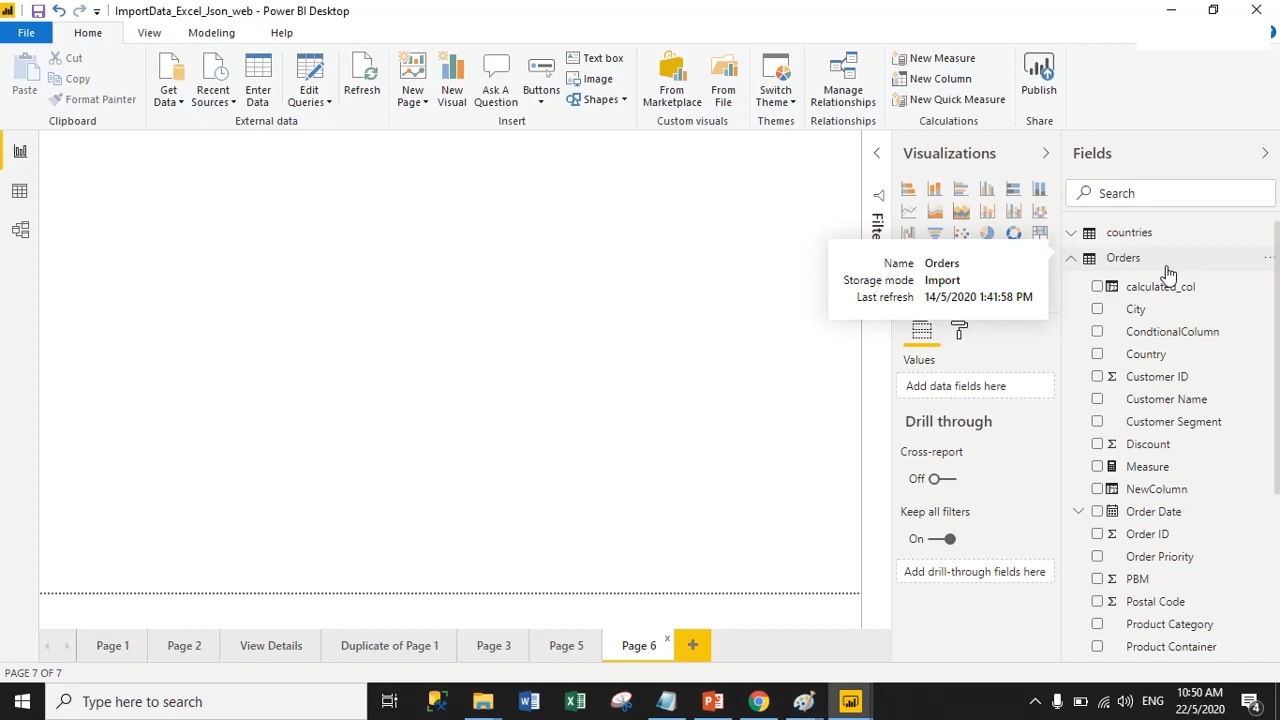 ImportData_Excel_Json_web - Power BI Desktop
File Home View Modeling Help
Paste
Cut
Copy
Format Painter
Clipboard
Get Data
Recent Sources
Enter Data
External data
Edit Queries
Refresh
New Page
New Visual
Ask A Question
Buttons
Text box
Image
Shapes
Insert
From Marketplace
From File
Custom visuals
Switch Theme
Themes
Manage Relationships
Relationships
New Measure
New Column
New Quick Measure
Calculations
Publish
Share
Filte
Visualizations
Values
Add data fields here
Drill through
Cross-report
Off
Keep all filters
On
Add drill-through fields here
Name Orders
Storage mode Import
Last refresh 14/5/2020 1:41:58 PM
Fields
Search
countries
Orders
calculated_col
City
CondtionalColumn
Country
Customer ID
Customer Name
Customer Segment
Discount
Measure
NewColumn
Order Date
Order ID
Order Priority
PBM
Postal Code
Product Category
Product Container
Page 1 Page 2 View Details Duplicate of Page 1 Page 3 Page 5 Page 6 x +
PAGE 7 OF 7
Type here to search
ENG
10:50 AM
22/5/2020
4